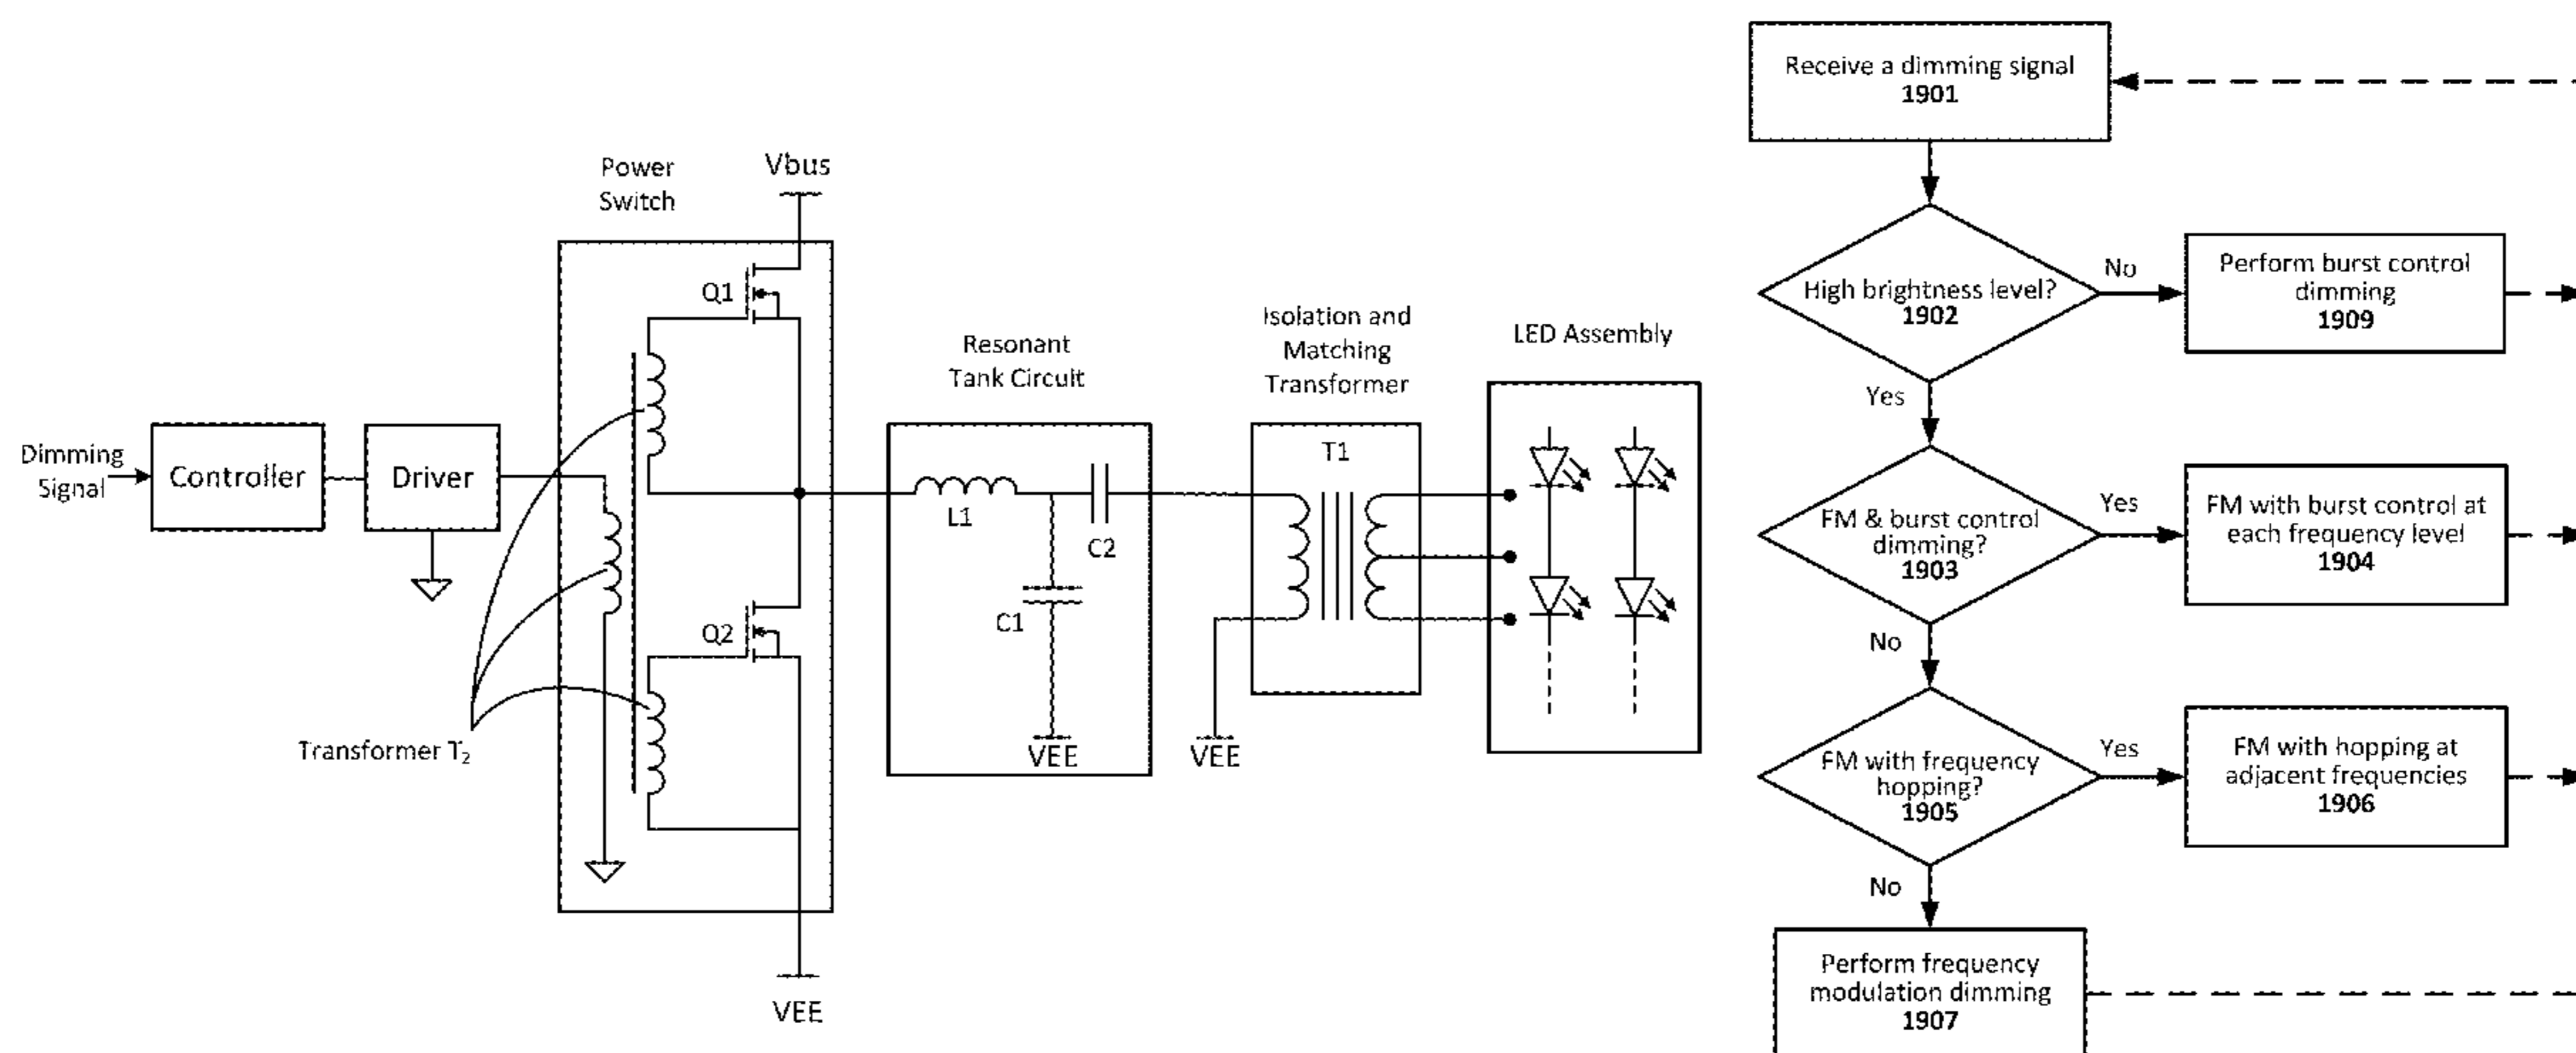 Power
Switch
Vbus
Q1
Dimming
Signal
Controller
Driver
Q2
Transformer T₂
VEE
Resonant
Tank Circuit
L1
C2
C1
VEE
Isolation and
Matching
Transformer
T1
VEE
LED Assembly
Receive a dimming signal
1901
High brightness level?
1902
No
Perform burst control
dimming
1909
Yes
FM & burst control
dimming?
1903
Yes
FM with burst control at
each frequency level
1904
No
FM with frequency
hopping?
1905
Yes
FM with hopping at
adjacent frequencies
1906
No
Perform frequency
modulation dimming
1907